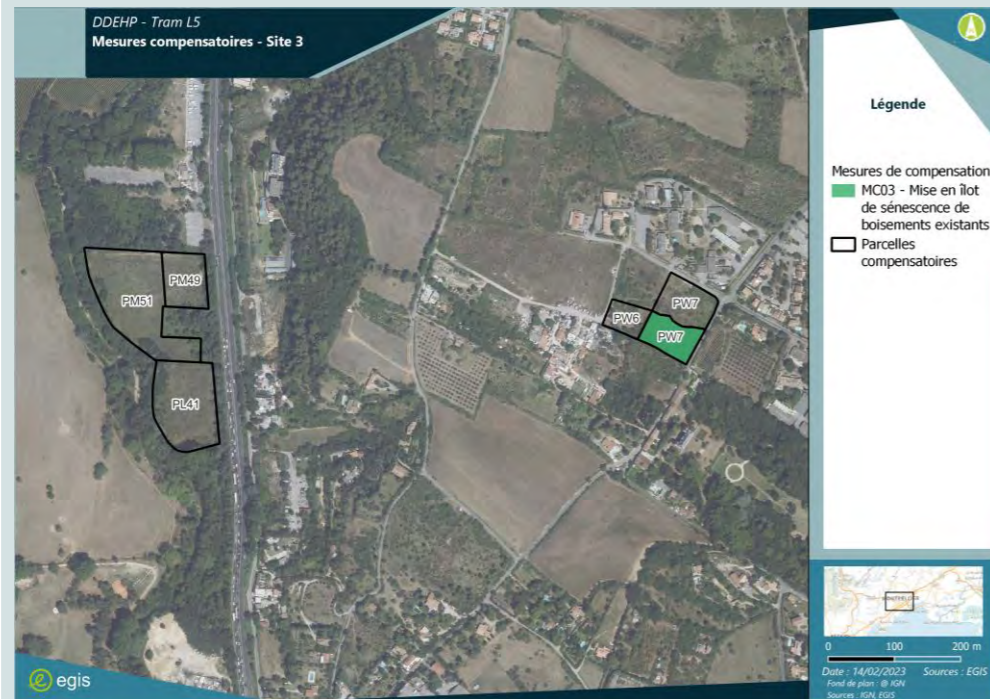 DDEHP - Tram L5
Mesures compensatoires - Site 3
Légende
Mesures de compensation
MC03 - Mise en îlot
de sénescence de
boisements existants
Parcelles
compensatoires
PM49
PM51
PL41
PW7
PW6
PW7
MONTPELLIER
0 100 200 m
Date : 14/02/2023 Sources : EGIS
Fond de plan : @ IGN
Sources : IGN, EGIS
egis